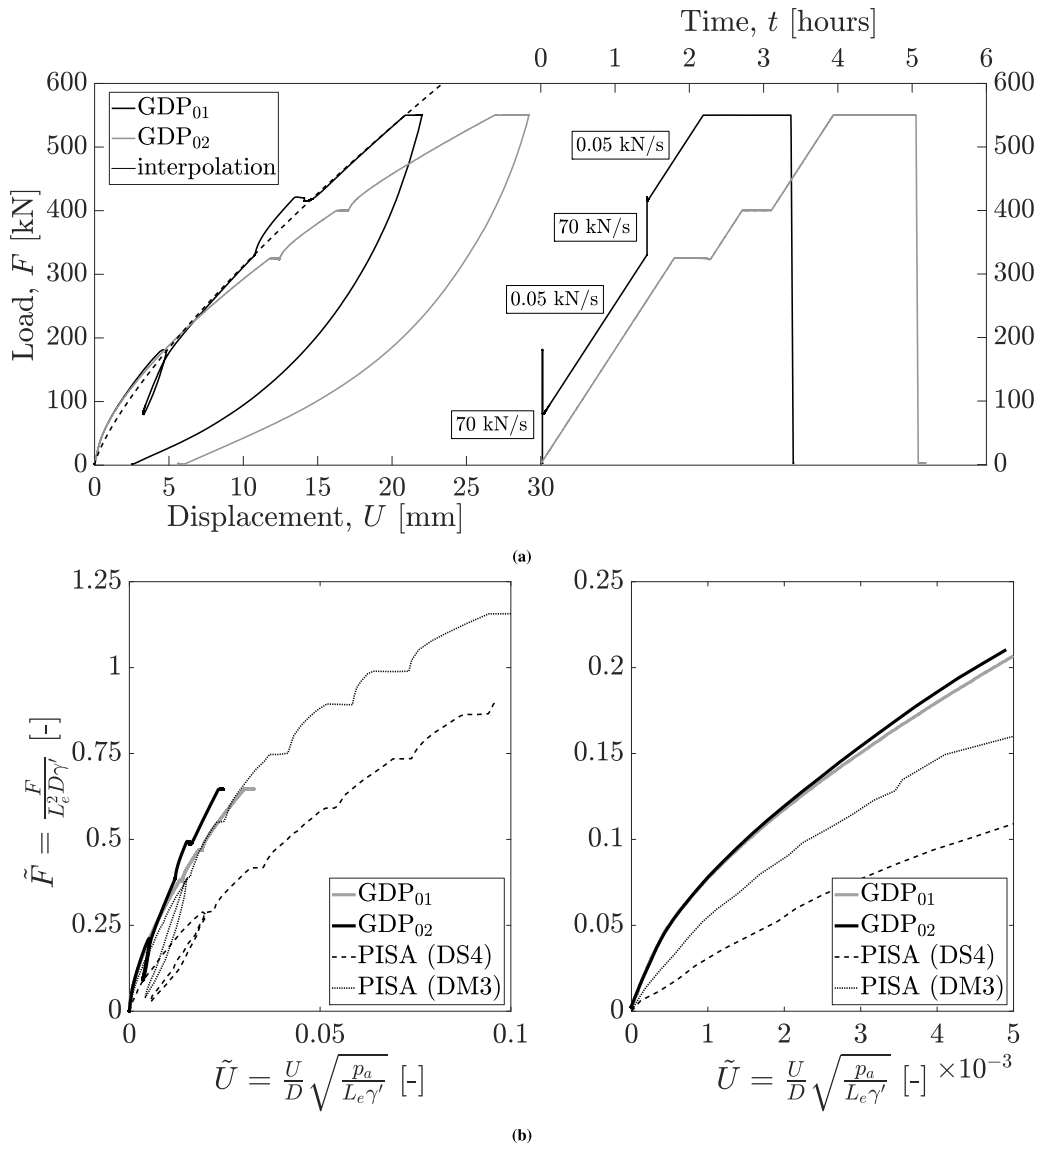 Time, t [hours]
0 1 2 3 4 5 6
600
500
400
300
200
100
0
Load, F [kN]
GDP01
GDP02
interpolation
0.05 kN/s
70 kN/s
0.05 kN/s
70 kN/s
600
500
400
300
200
100
0
0 5 10 15 20 25 30
Displacement, U [mm]
(a)
1.25
1
0.75
0.5
0.25
0
F̃ = F/(L_e^2Dγ′) [-]
GDP01
GDP02
PISA (DS4)
PISA (DM3)
0 0.05 0.1
Ũ = U/D √(p_a/(L_eγ′)) [-]
0.25
0.2
0.15
0.1
0.05
0
GDP01
GDP02
PISA (DS4)
PISA (DM3)
0 1 2 3 4 5
Ũ = U/D √(p_a/(L_eγ′)) [-] ×10^-3
(b)